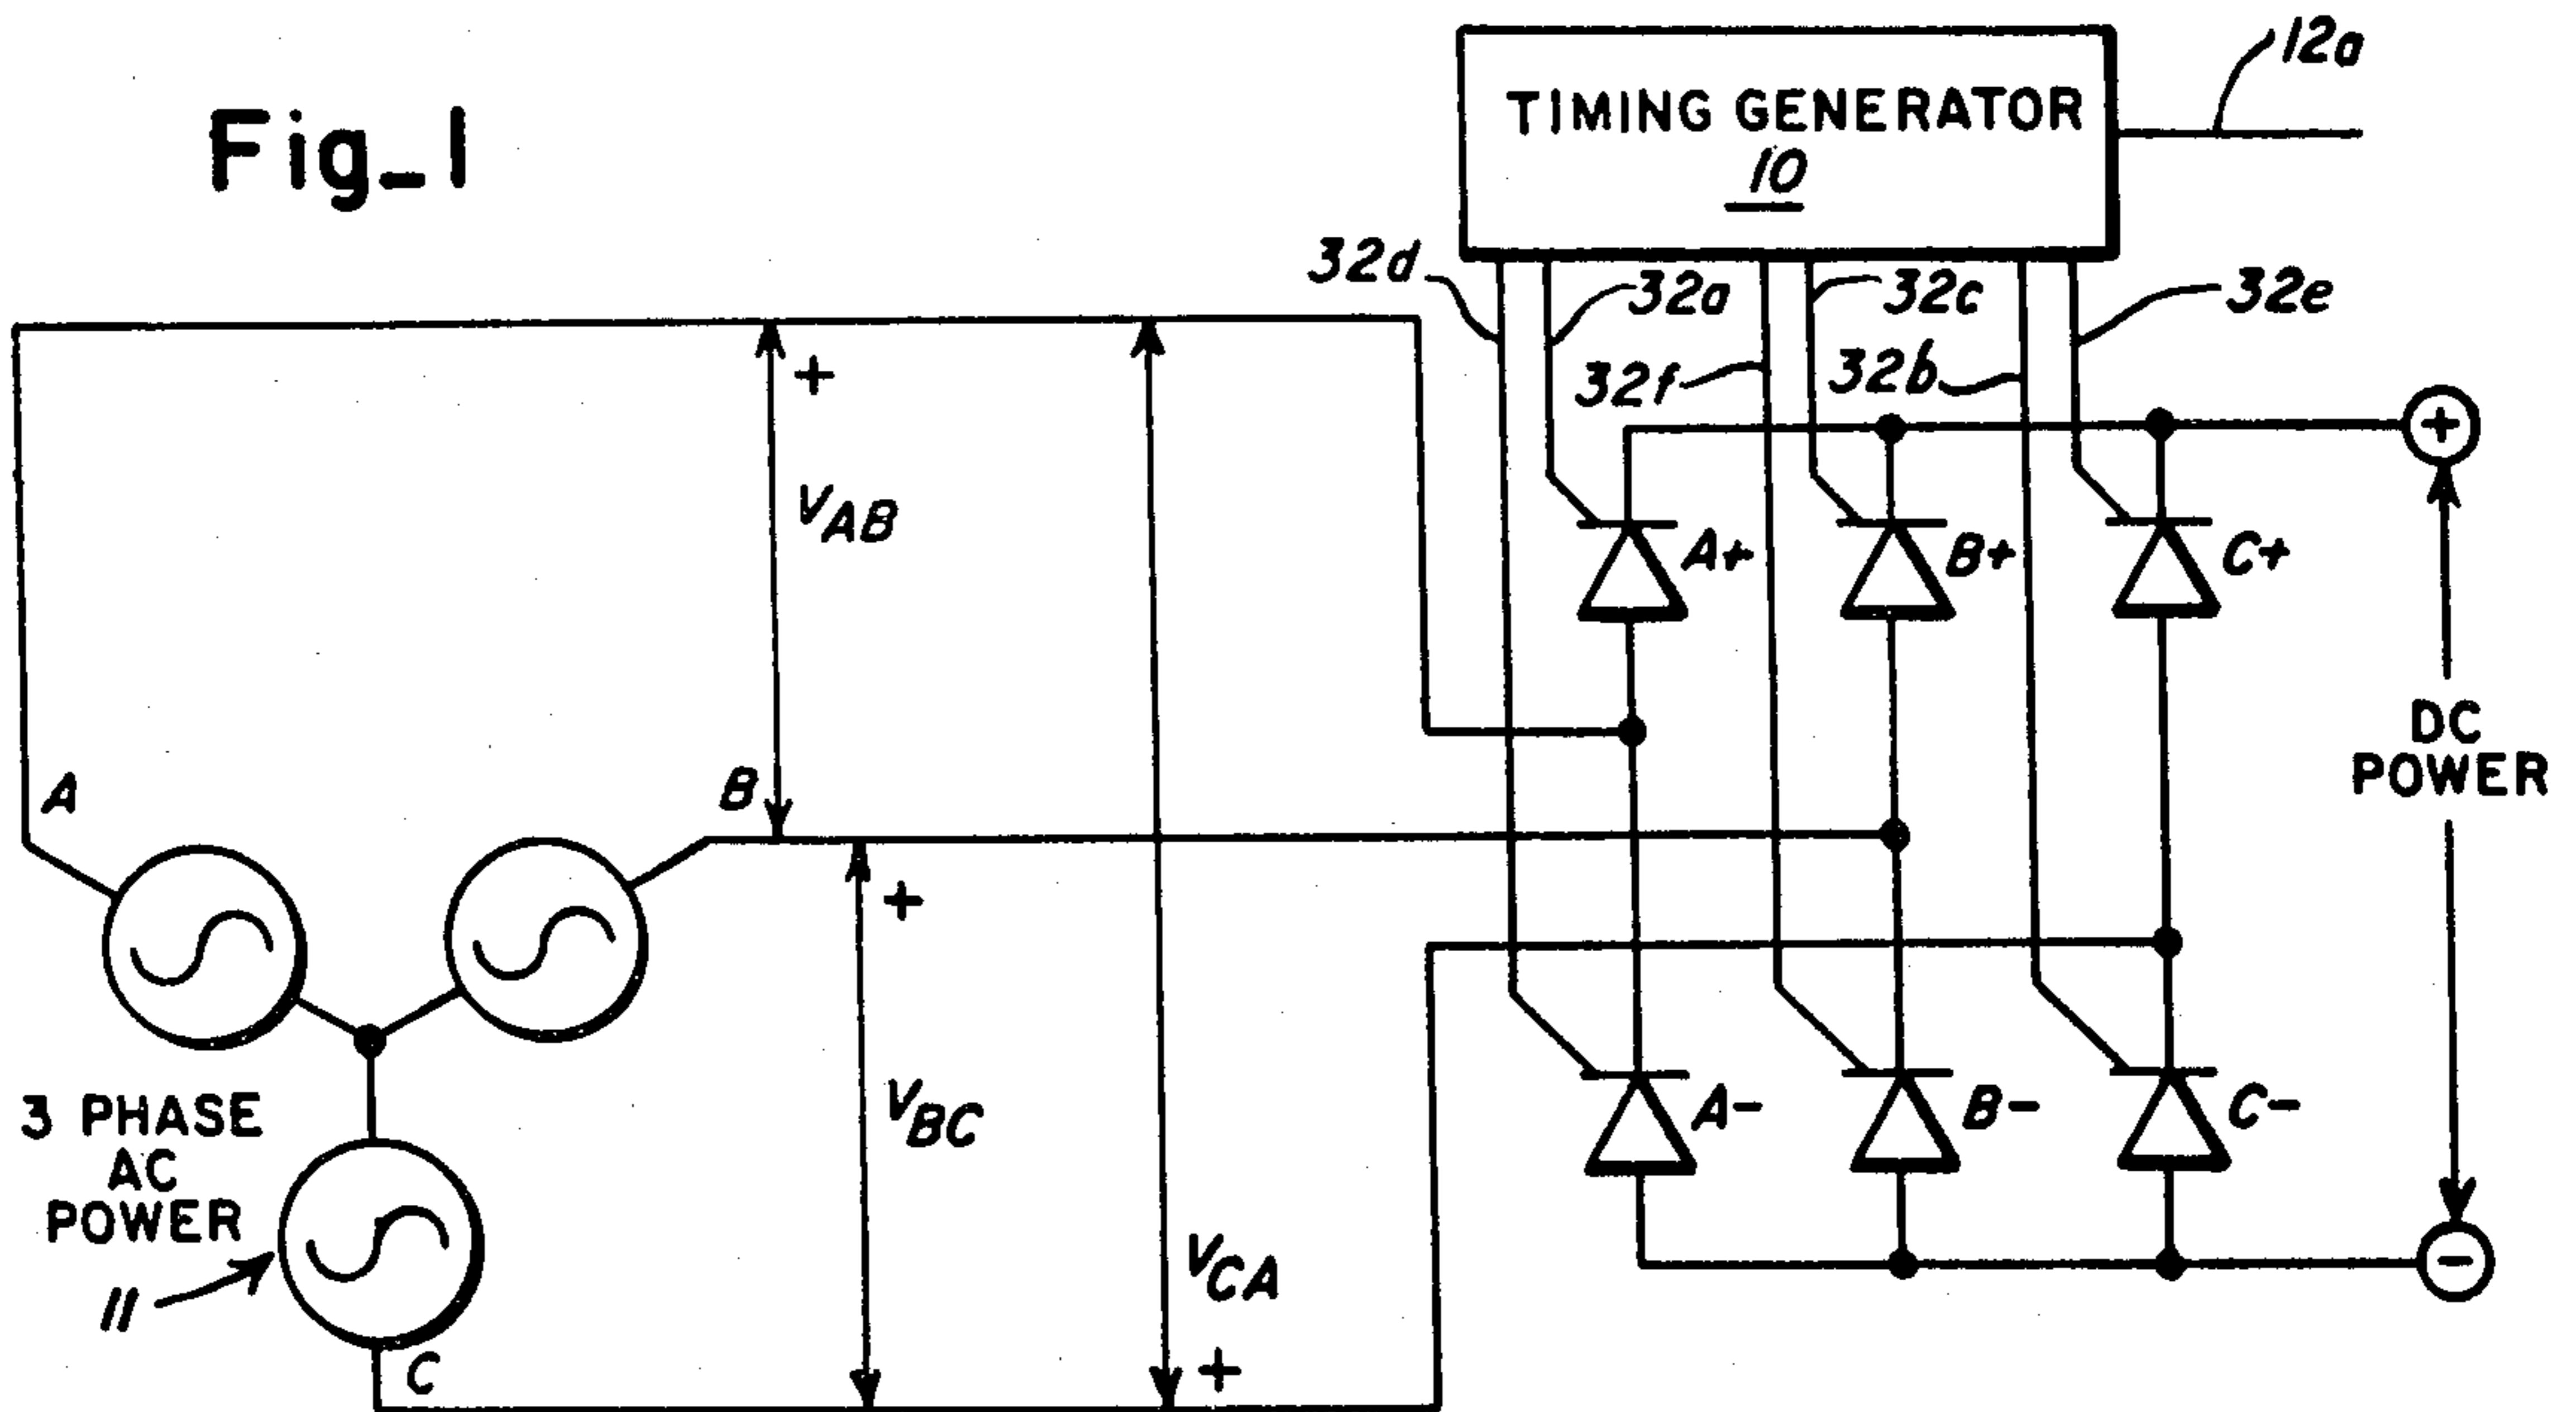 Fig_1
TIMING GENERATOR
10
12a
32d
32a
32c
32e
32f
32b
+
+
VAB
A+
B+
C+
DC
POWER
A
B
+
3 PHASE
AC
POWER
11
VBC
VCA
A-
B-
C-
-
+
C